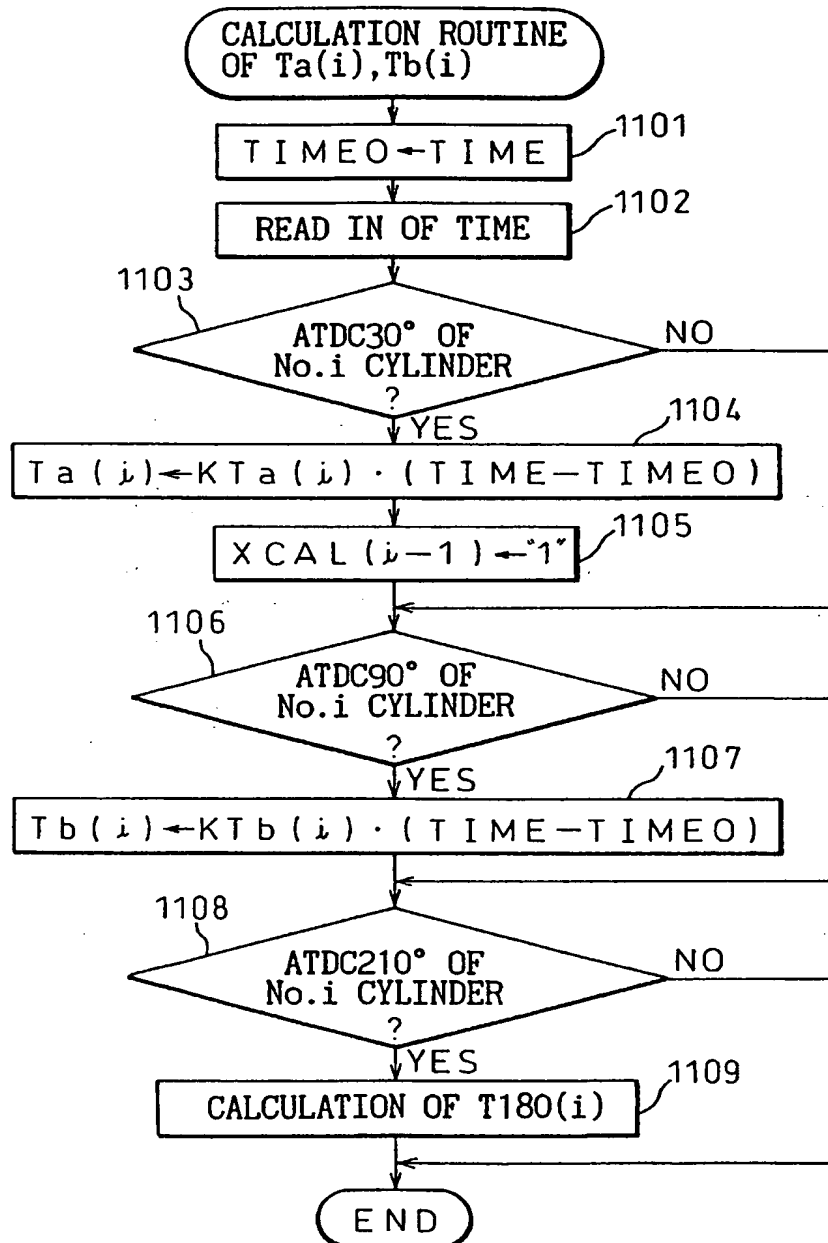 CALCULATION ROUTINE
OF Ta(i),Tb(i)
1101
TIMEO←TIME
1102
READ IN OF TIME
1103
ATDC30° OF
No.i CYLINDER
?
NO
YES
1104
Ta(i)←KTa(i)·(TIME−TIMEO)
1105
XCAL(i−1)←"1"
1106
ATDC90° OF
No.i CYLINDER
?
NO
YES
1107
Tb(i)←KTb(i)·(TIME−TIMEO)
1108
ATDC210° OF
No.i CYLINDER
?
NO
YES
1109
CALCULATION OF T180(i)
END